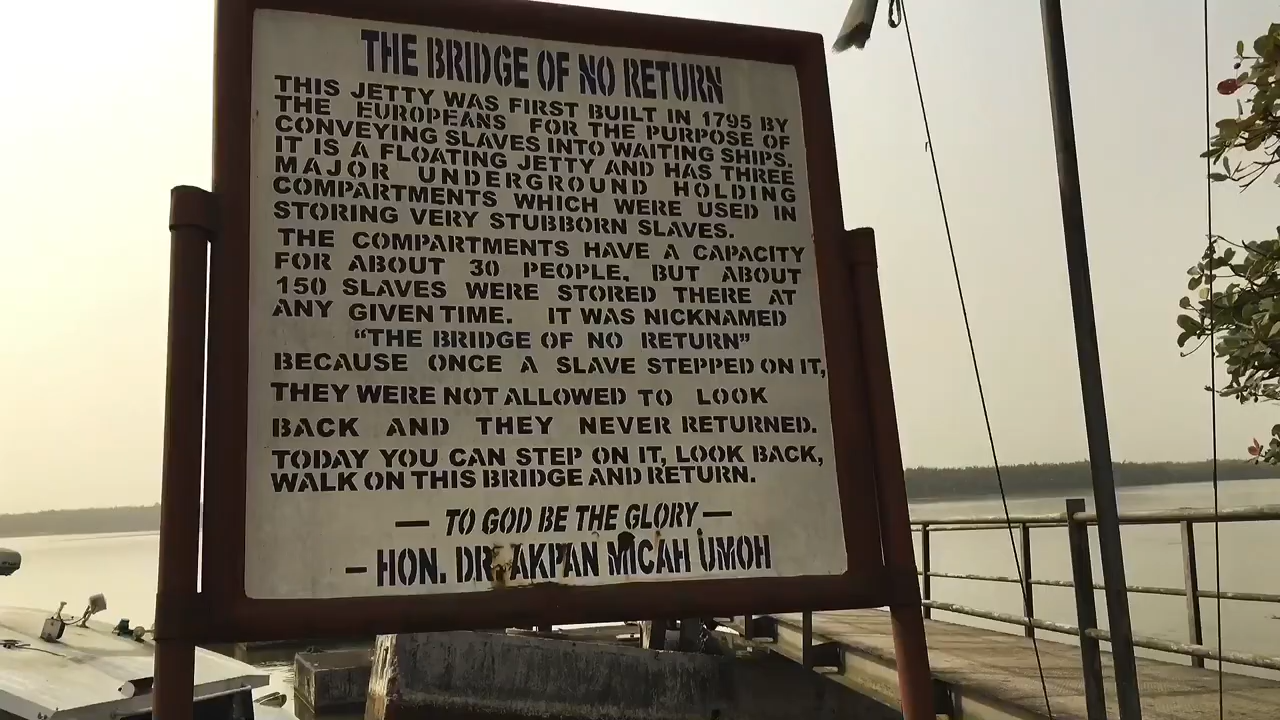 THE BRIDGE OF NO RETURN
THIS JETTY WAS FIRST BUILT IN 1795 BY
THE EUROPEANS FOR THE PURPOSE OF
CONVEYING SLAVES INTO WAITING SHIPS.
IT IS A FLOATING JETTY AND HAS THREE
MAJOR UNDERGROUND HOLDING
COMPARTMENTS WHICH WERE USED IN
STORING VERY STUBBORN SLAVES.
THE COMPARTMENTS HAVE A CAPACITY
FOR ABOUT 30 PEOPLE. BUT ABOUT
150 SLAVES WERE STORED THERE AT
ANY GIVEN TIME. IT WAS NICKNAMED
"THE BRIDGE OF NO RETURN"
BECAUSE ONCE A SLAVE STEPPED ON IT,
THEY WERE NOT ALLOWED TO LOOK
BACK AND THEY NEVER RETURNED.
TODAY YOU CAN STEP ON IT, LOOK BACK,
WALK ON THIS BRIDGE AND RETURN.
— TO GOD BE THE GLORY —
— HON. DR AKPAN MICAH UMOH